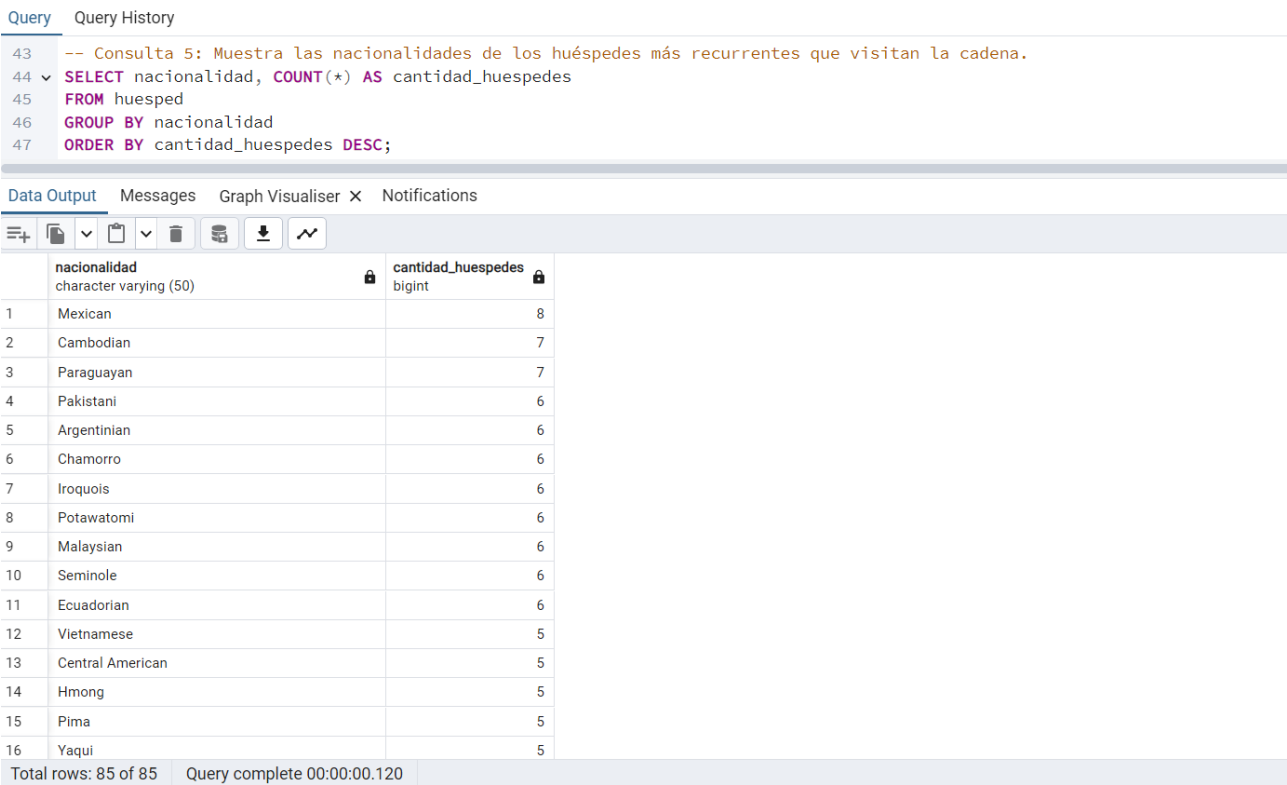 Query Query History
43 -- Consulta 5: Muestra las nacionalidades de los huéspedes más recurrentes que visitan la cadena.
44 SELECT nacionalidad, COUNT(*) AS cantidad_huespedes
45 FROM huesped
46 GROUP BY nacionalidad
47 ORDER BY cantidad_huespedes DESC;
Data Output Messages Graph Visualiser Notifications
nacionalidad cantidad_huespedes
character varying (50) bigint
1 Mexican 8
2 Cambodian 7
3 Paraguayan 7
4 Pakistani 6
5 Argentinian 6
6 Chamorro 6
7 Iroquois 6
8 Potawatomi 6
9 Malaysian 6
10 Seminole 6
11 Ecuadorian 6
12 Vietnamese 5
13 Central American 5
14 Hmong 5
15 Pima 5
16 Yaqui 5
Total rows: 85 of 85 Query complete 00:00:00.120